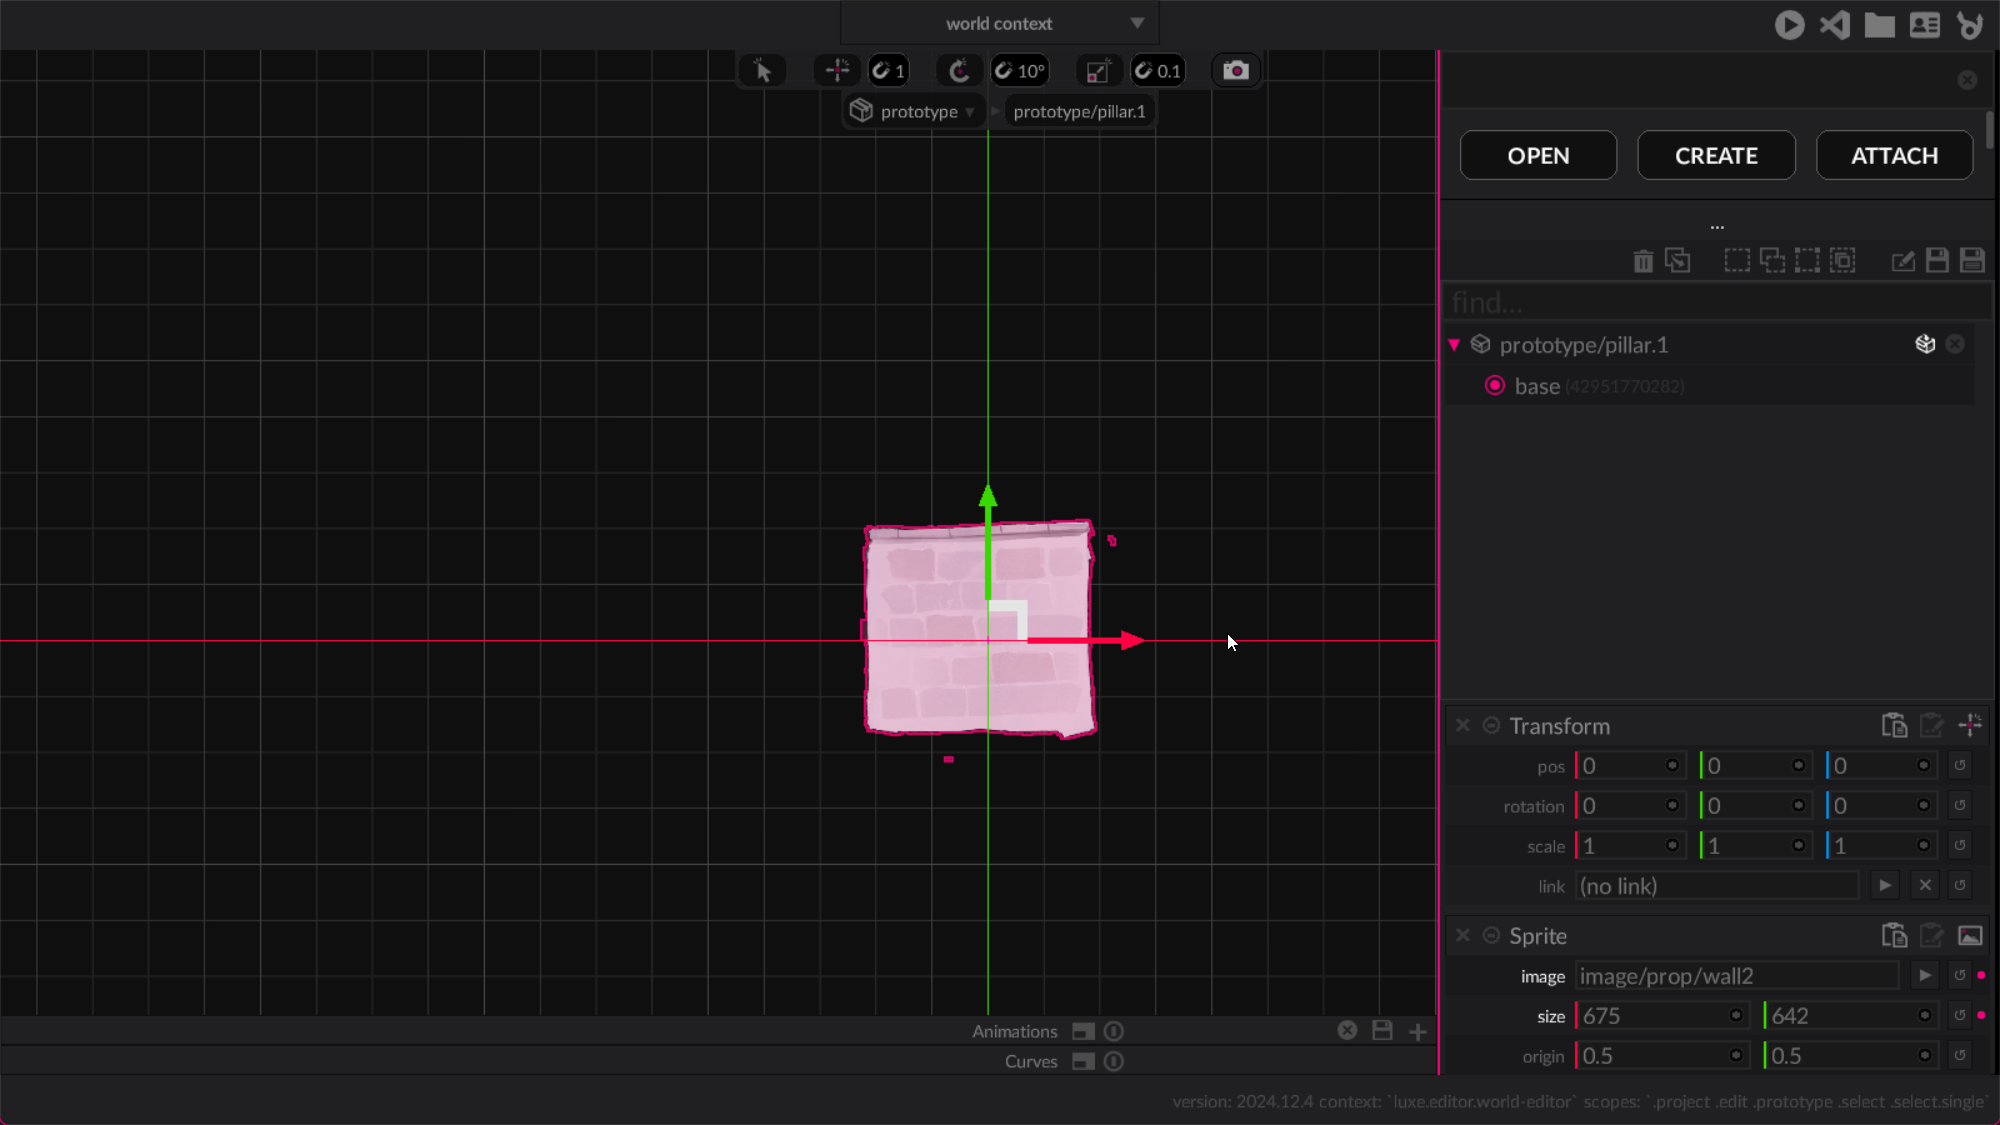 world context
1
10°
0.1
prototype
prototype/pillar.1
OPEN
CREATE
ATTACH
...
find...
prototype/pillar.1
base (42951770282)
Transform
pos 0 0 0
rotation 0 0 0
scale 1 1 1
link (no link)
Sprite
image image/prop/wall2
size 675 642
origin 0.5 0.5
Animations
Curves
version: 2024.12.4 context: `luxe.editor.world-editor` scopes: `.project .edit .prototype .select .select.single`